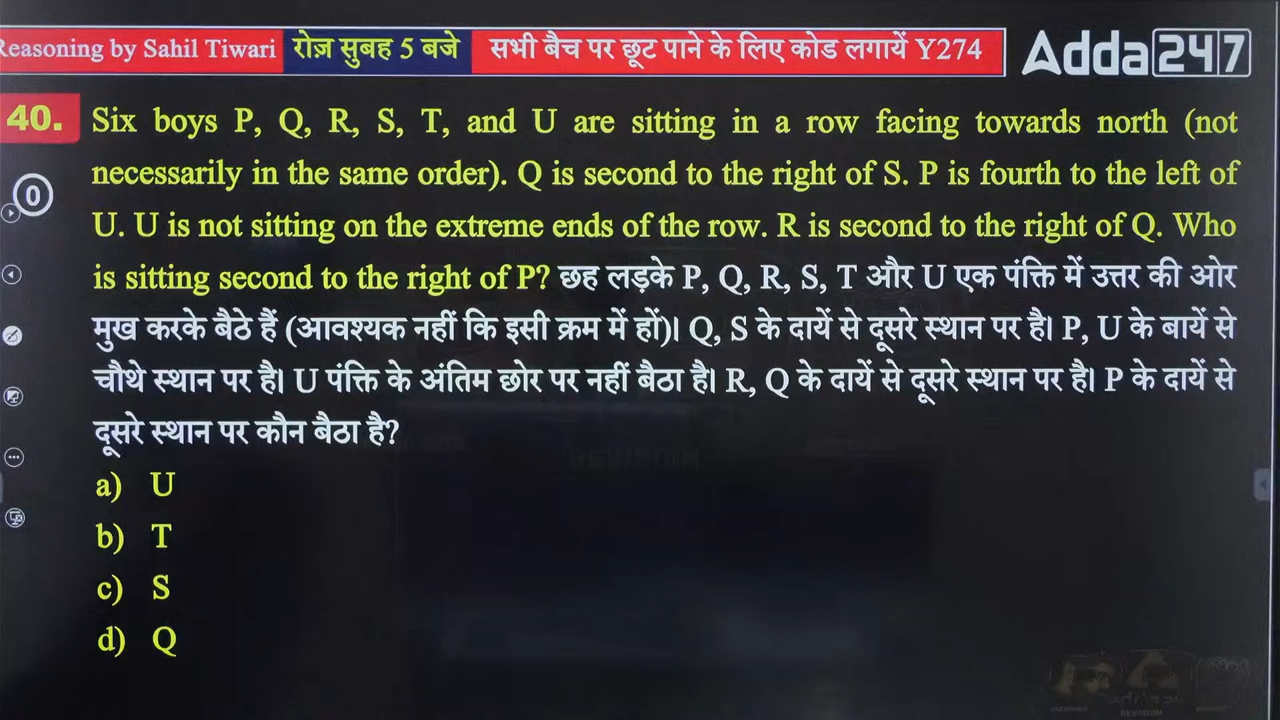 Reasoning by Sahil Tiwari रोज़ सुबह 5 बजे सभी बैच पर छूट पाने के लिए कोड लगायें Y274 Adda247
40. Six boys P, Q, R, S, T, and U are sitting in a row facing towards north (not
necessarily in the same order). Q is second to the right of S. P is fourth to the left of
U. U is not sitting on the extreme ends of the row. R is second to the right of Q. Who
is sitting second to the right of P? छह लड़के P, Q, R, S, T और U एक पंक्ति में उत्तर की ओर
मुख करके बैठे हैं (आवश्यक नहीं कि इसी क्रम में हों)। Q, S के दायें से दूसरे स्थान पर है। P, U के बायें से
चौथे स्थान पर है। U पंक्ति के अंतिम छोर पर नहीं बैठा है। R, Q के दायें से दूसरे स्थान पर है। P के दायें से
दूसरे स्थान पर कौन बैठा है?
a) U
b) T
c) S
d) Q
0